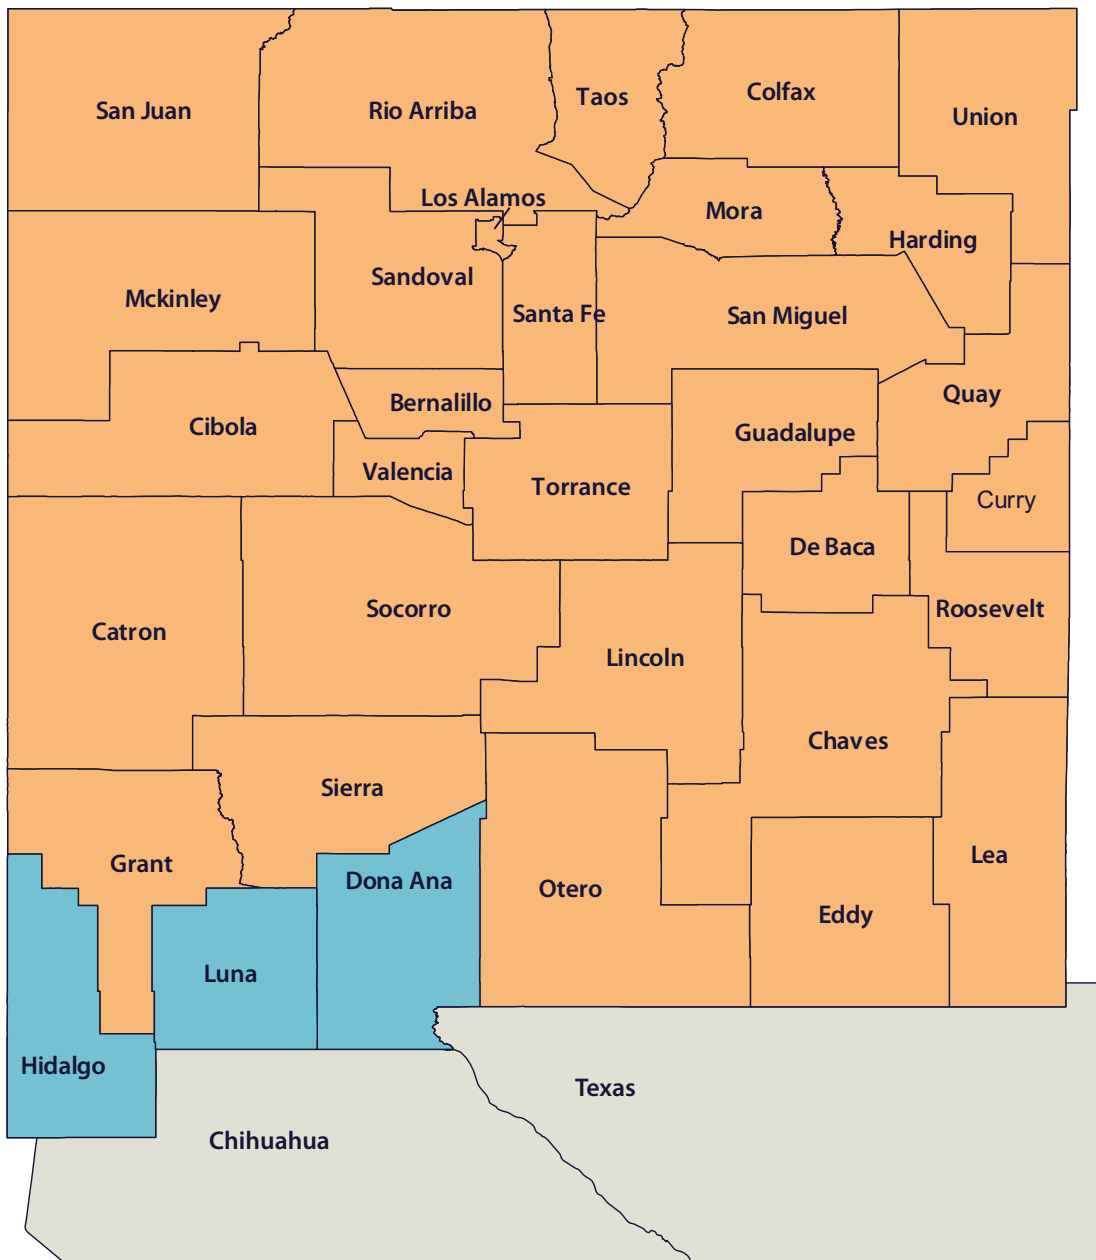 San Juan
Rio Arriba
Taos
Colfax
Union
Los Alamos
Mora
Harding
Mckinley
Sandoval
Santa Fe
San Miguel
Cibola
Bernalillo
Guadalupe
Quay
Valencia
Torrance
Curry
De Baca
Catron
Socorro
Lincoln
Roosevelt
Chaves
Sierra
Grant
Dona Ana
Otero
Lea
Eddy
Luna
Hidalgo
Texas
Chihuahua